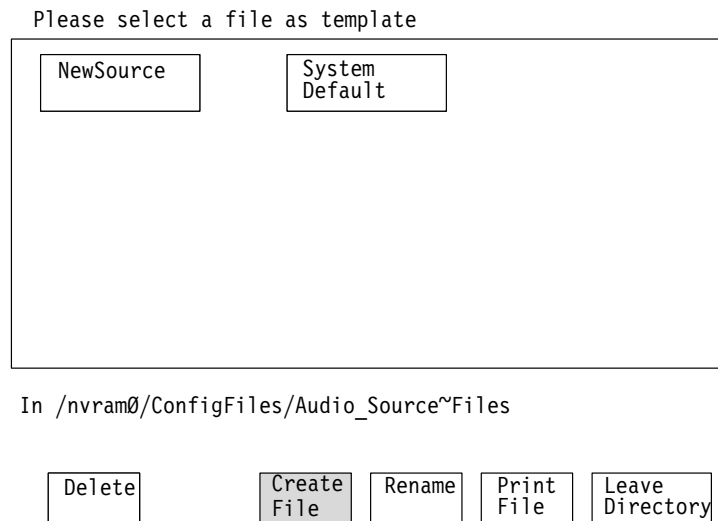 Please select a file as template
NewSource
System
Default
In /nvramØ/ConfigFiles/Audio_Source~Files
Delete
Create
File
Rename
Print
File
Leave
Directory